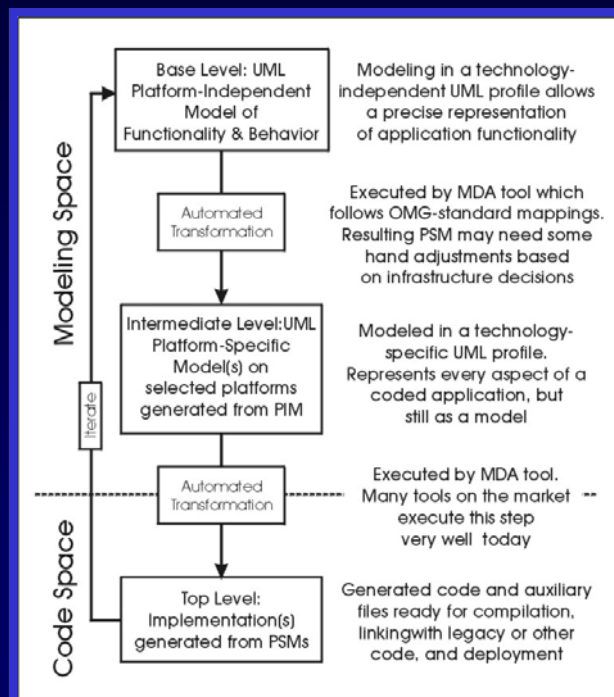 Base Level: UML
Platform-Independent
Model of
Functionality & Behavior
Modeling in a technology-
independent UML profile allows
a precise representation
of application functionality
Modeling Space
Automated
Transformation
Executed by MDA tool which
follows OMG-standard mappings.
Resulting PSM may need some
hand adjustments based
on infrastructure decisions
Intermediate Level:UML
Platform-Specific
Model(s) on
selected platforms
generated from PIM
Modeled in a technology-
specific UML profile.
Represents every aspect of a
coded application, but
still as a model
Iterate
Automated
Transformation
Executed by MDA tool.
Many tools on the market
execute this step
very well today
Code Space
Top Level:
Implementation(s)
generated from PSMs
Generated code and auxiliary
files ready for compilation,
linkingwith legacy or other
code, and deployment